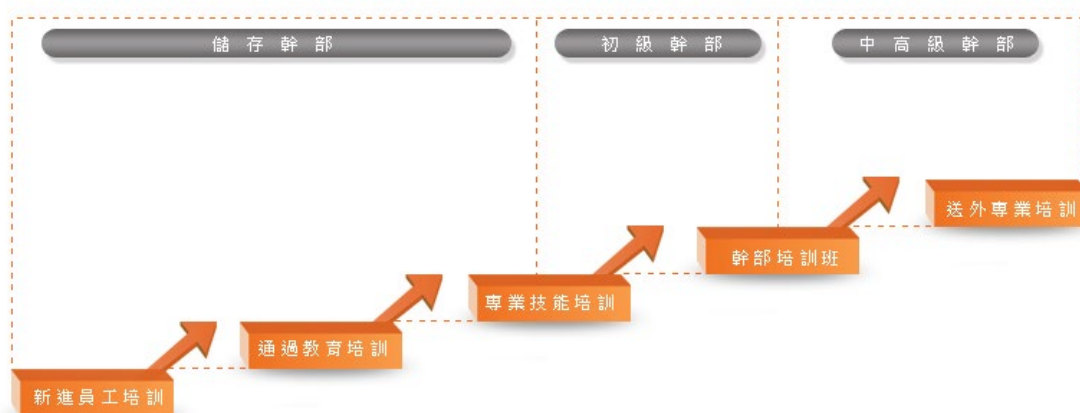 儲存幹部
初級幹部
中高級幹部
送外專業培訓
幹部培訓班
專業技能培訓
通過教育培訓
新進員工培訓